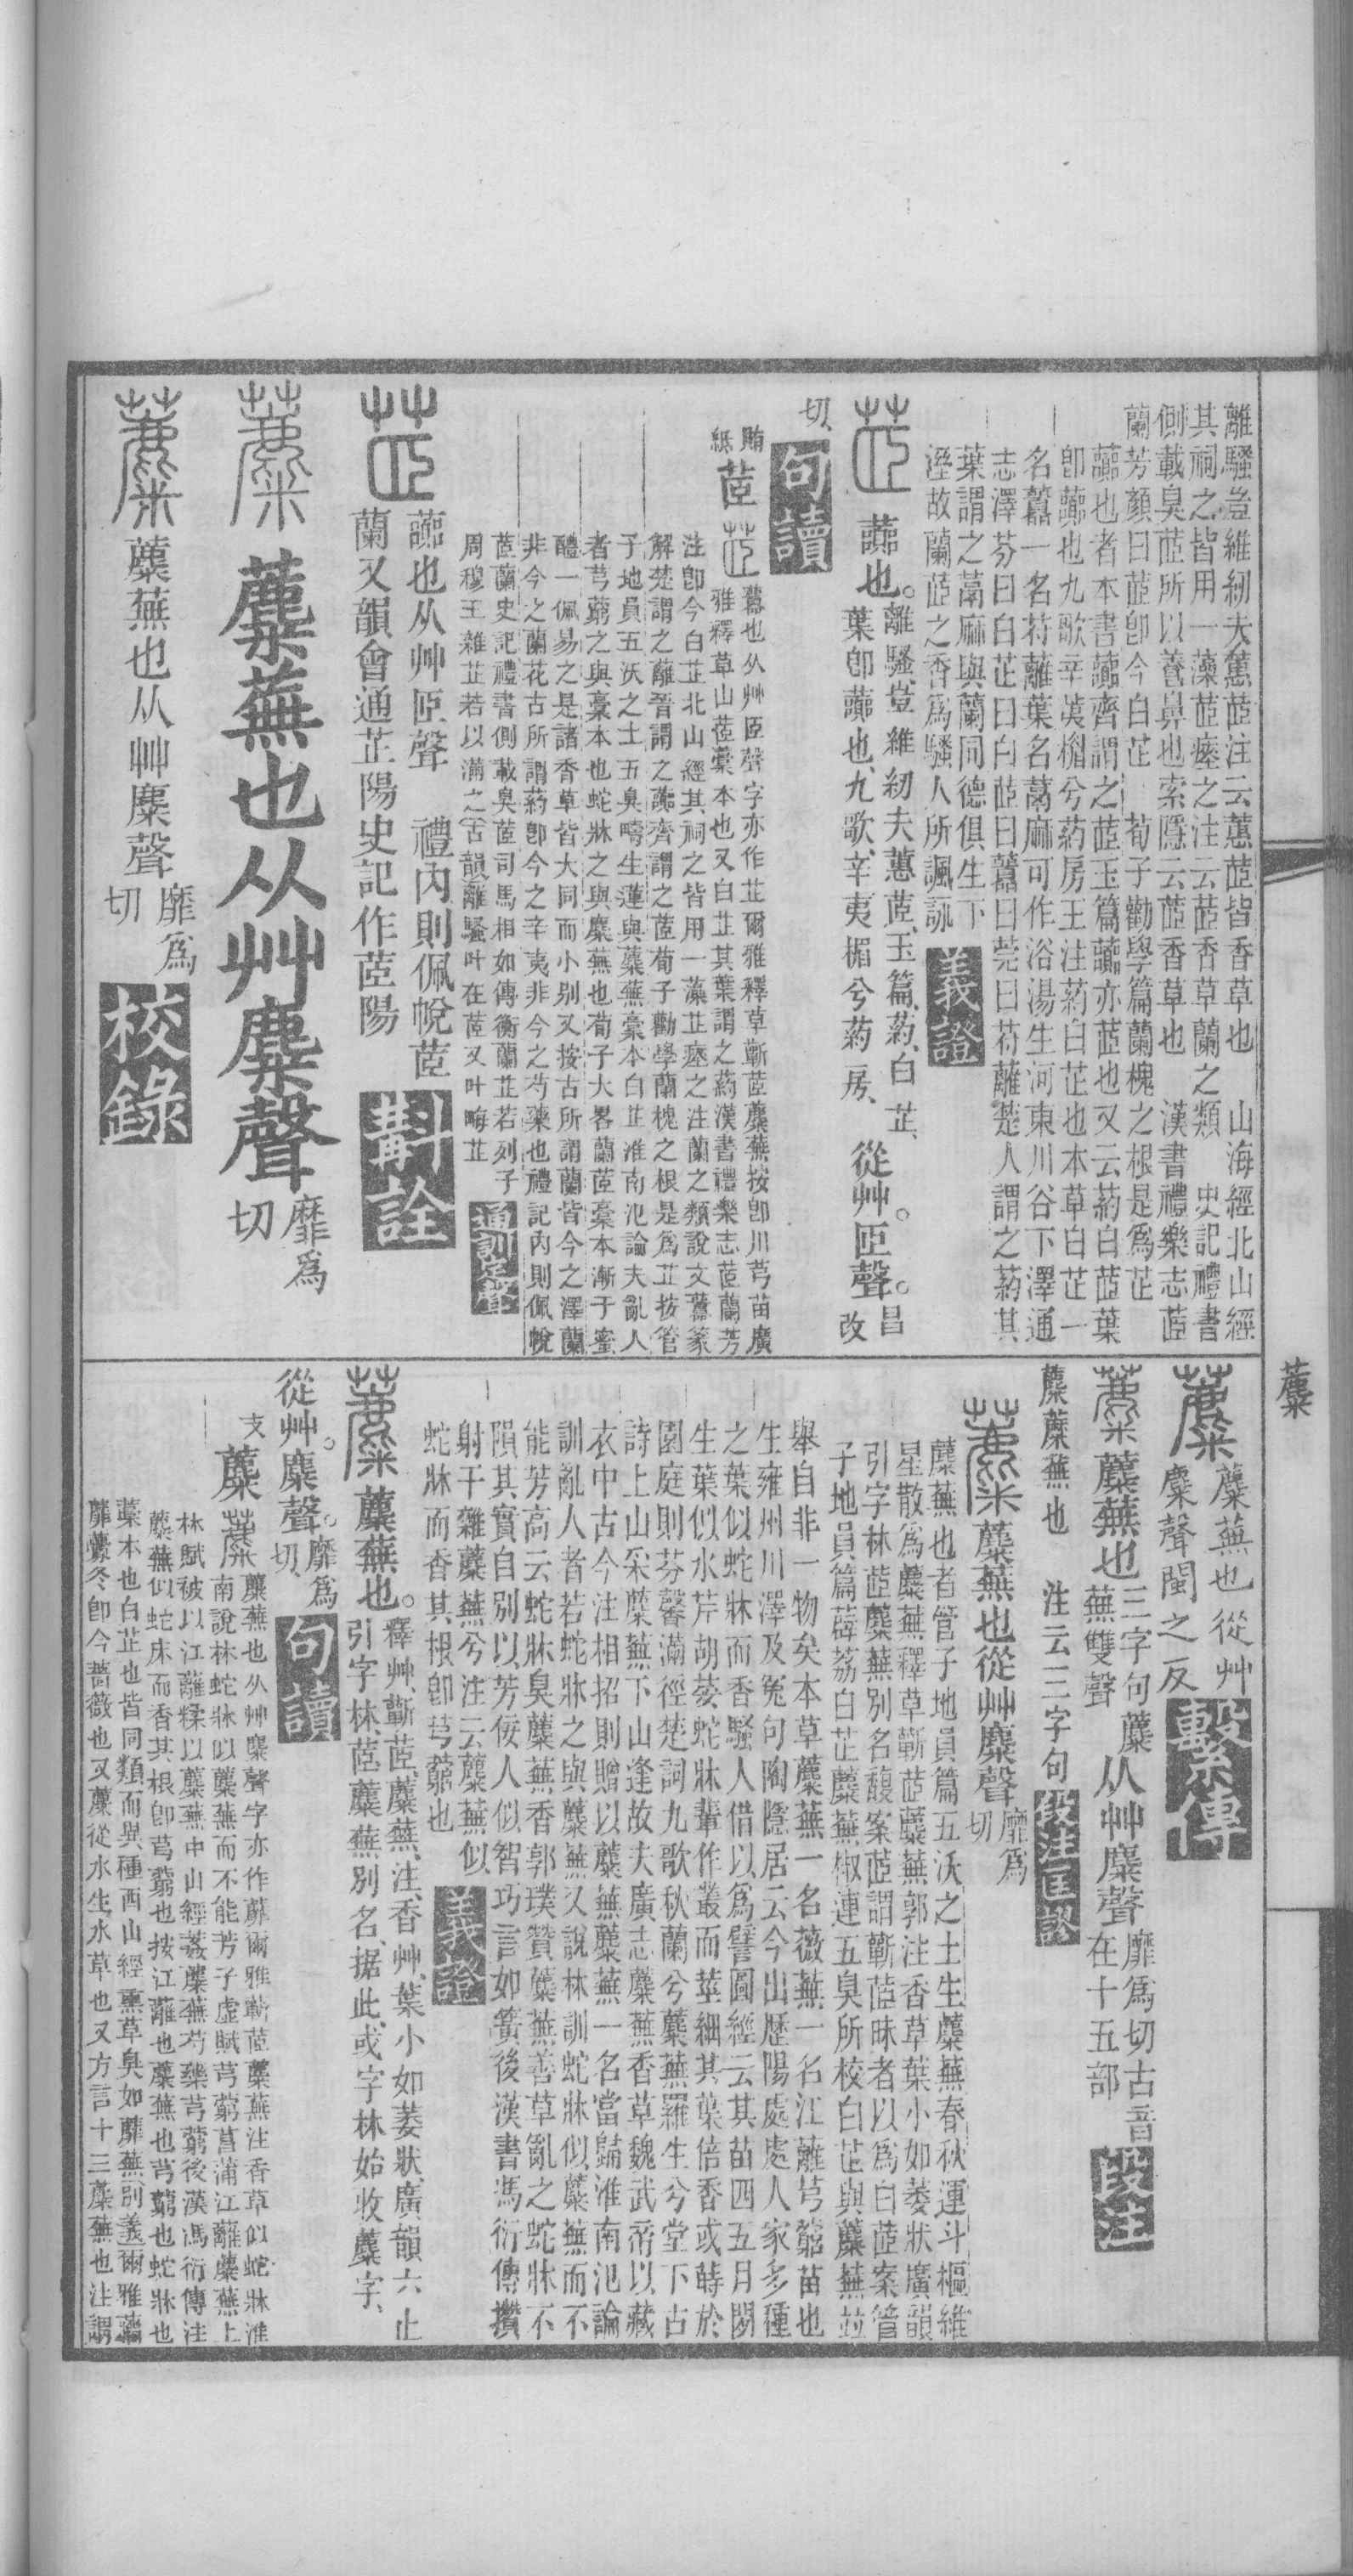 離騷豈維紉夫蕙茝注云蕙茝皆香草也　山海經北山經
其祠之皆用一藻茝瘞之注云茝香草蘭之類　史記禮書
側載臭茝所以養鼻也索隱云茝香草也　漢書禮樂志茝
蘭芳顏曰茝卽今白芷　荀子勸學篇蘭槐之根是爲芷
虈也者本書虈齊謂之茝玉篇虈亦茝也又云葯白茝葉
卽虈也九歌辛夷楣兮葯房王注葯白芷也本草白芷一
名虈一名苻蘺葉名蒚麻可作浴湯生河東川谷下澤通
志澤芬曰白芷曰白茝曰虈曰莞曰苻蘺楚人謂之葯其
葉謂之蒚麻與蘭同德俱生下
溼故蘭茝之香爲騷人所諷詠
義證
茝
虈也。
離騷、豈維紉夫蕙茝、玉篇、葯、白芷、
葉卽虈也、九歌、辛夷楣兮葯房、
從艸。𦣞聲。
昌改
切、
句讀
賄紙
茝
茝
虈也从艸𦣞聲字亦作芷爾雅釋草蘄茝蘪蕪按卽川芎苗廣
雅釋草山茝槀本也又白芷其葉謂之葯漢書禮樂志茝蘭芳
注卽今白芷北山經其祠之皆用一藻芷瘞之注蘭之類說文虈篆
解楚謂之蘺晉謂之虈齊謂之茝荀子勸學蘭槐之根是爲芷按管
子地員五沃之土五臭疇生蓮與蘪蕪槀本白芷淮南氾論夫亂人
者芎藭之與槀本也蛇牀之與麋蕪也荀子大畧蘭茝槀本漸于蜜
醴一佩易之是諸香草皆大同而小別又按古所謂蘭皆今之澤蘭
非今之蘭花古所謂葯卽今之辛夷非今之芍藥也禮記內則佩帨
茝蘭史記禮書側載臭茝司馬相如傳衡蘭芷若列子
周穆王雜芷若以滿之古韻離騷叶在茝又叶晦芷
通訓定聲
茝
虈也从艸𦣞聲　禮內則佩帨茝
蘭又韻會通芷陽史記作茝陽
斠詮
蘪
蘪蕪也从艸麋聲
靡爲切
蘪
蘪蕪也从艸麋聲
靡爲切
校錄
蘪
蘪
蘪蕪也從艸
麋聲閩之反
繫傳
蘪
蘪蕪也
三字句蘪
蕪雙聲
从艸麋聲
靡爲切古音
在十五部
段注
蘪蘪蕪也　注云三字句
段注匡謬
蘪
蘪蕪也從艸麋聲
靡爲切
蘪蕪也者管子地員篇五沃之土生蘪蕪春秋運斗樞維
星散爲蘪蕪釋草蘄茝蘪蕪郭注香草葉小如萎狀廣韻
引字林茝蘪蕪別名馥案茝謂蘄茝昧者以爲白茝案管
子地員篇薜荔白芷蘪蕪椒連五臭所校白芷與蘪蕪竝
舉自非一物矣本草蘪蕪一名薇蕪一名江蘺芎藭苗也
生雍州川澤及冤句陶隱居云今出歷陽處處人家多種
之葉似蛇牀而香騷人借以爲譬圖經云其苗四五月閒
生葉似水芹胡荽蛇牀輩作叢而莖細其葉倍香或蒔於
園庭則芬馨滿徑楚詞九歌秋蘭兮蘪蕪羅生兮堂下古
詩上山采蘪蕪下山逢故夫廣志蘪蕪香草魏武帝以藏
衣中古今注相招則贈以蘪蕪蘪蕪一名當歸淮南氾論
訓亂人者若蛇牀之與蘪蕪又說林訓蛇牀似蘪蕪而不
能芳高云蛇牀臭蘪蕪香郭璞贊蘪蕪善草亂之蛇牀不
隕其實自別以芳佞人似智巧言如簧後漢書馮衍傳攢
射干雜蘪蕪兮注云蘪蕪似
蛇牀而香其根卽芎藭也
義證
蘪
蘪蕪也。
釋艸、蘄茝、蘪蕪、注、香艸、葉小如萎狀、廣韻六止
引字林、茝、蘪蕪別名、据此、或字林始收蘪字、
從艸。麋聲。
靡爲切、
句讀
支
蘪
蘪
蘪蕪也从艸麋聲字亦作蘼爾雅蘄茝蘪蕪注香草似蛇牀淮
南說林蛇牀似蘪蕪而不能芳子虛賦芎藭菖蒲江蘺蘪蕪上
林賦被以江蘺糅以蘪蕪中山經蘪蕪芍藥芎藭後漢馮衍傳注
蘪蕪似蛇床而香其根卽芎藭也按江蘺也蘪蕪也芎藭也蛇牀也
藁本也白芷也皆同類而異種西山經熏草臭如蘼蕪別義爾雅蘠
蘼虋冬卽今薔薇也又蘪從水生水草也又方言十三蘪蕪也注謂